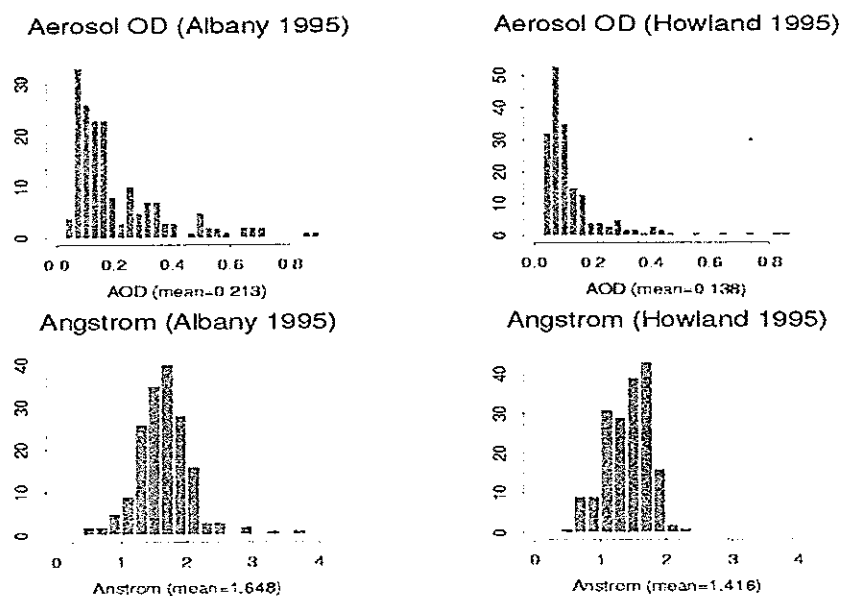 Aerosol OD (Albany 1995)
30
20
10
0
0.0 0.2 0.4 0.6 0.8
AOD (mean=0.213)
Aerosol OD (Howland 1995)
50
40
30
20
10
0
0.0 0.2 0.4 0.6 0.8
AOD (mean=0.138)
Angstrom (Albany 1995)
40
30
20
10
0
0 1 2 3 4
Anstrom (mean=1.648)
Angstrom (Howland 1995)
40
30
20
10
0
0 1 2 3 4
Anstrom (mean=1.416)